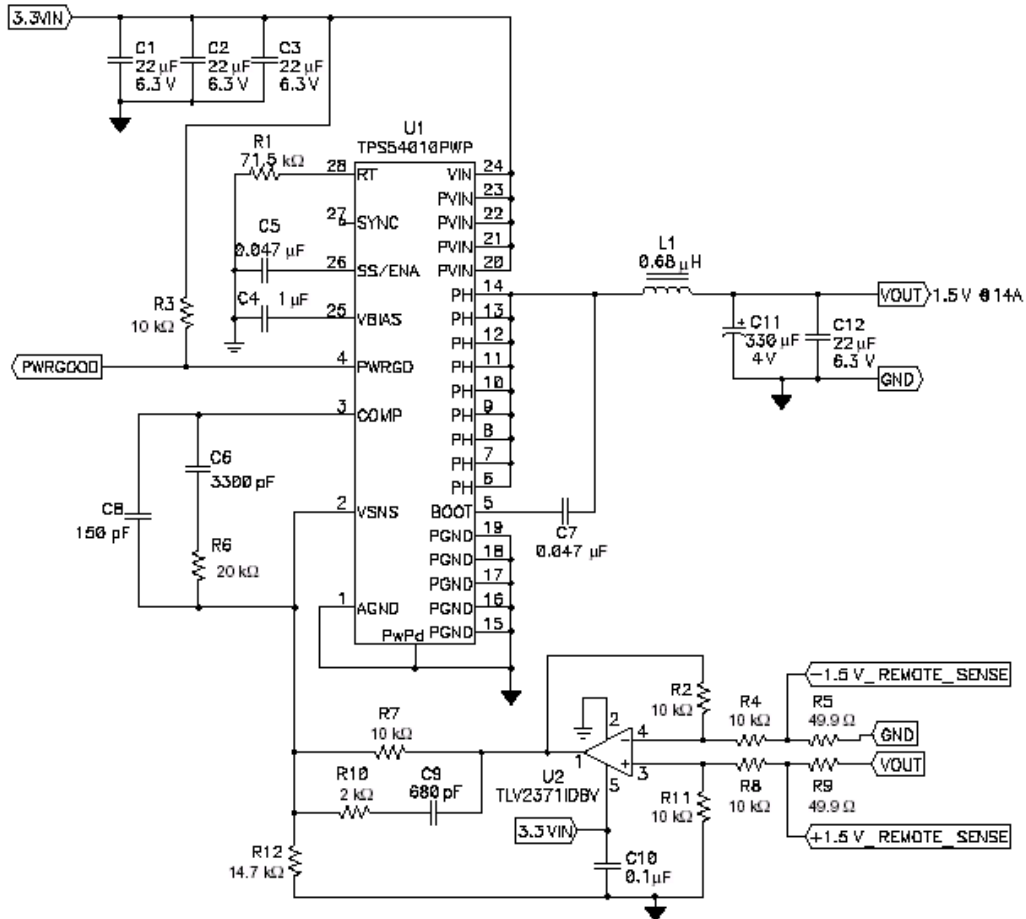 3.3VIN
C1
22 µF
6.3 V
C2
22 µF
6.3 V
C3
22 µF
6.3 V
U1
TPS54010PWP
R1
71.5 kΩ
28 RT
VIN 24
PVIN 23
27 SYNC
PVIN 22
C5
0.047 µF
PVIN 21
26 SS/ENA
PVIN 20
L1
0.68 µH
PH 14
VOUT 1.5 V @ 14A
C4 1 µF
25 VBIAS
PH 13
R3
10 kΩ
C11
330 µF
4V
+
C12
22 µF
6.3 V
PH 12
PWRGOOD
4 PWRGD
PH 11
PH 10
GND
3 COMP
PH 9
PH 8
C6
3300 pF
PH 7
PH 6
C8
150 pF
2 VSNS
BOOT 5
C7
0.047 µF
PGND 19
R6
20 kΩ
PGND 18
PGND 17
1 AGND
PGND 16
PwPd
PGND 15
-1.5 V_REMOTE_SENSE
R2
10 kΩ
R4
10 kΩ
R5
49.9 Ω
GND
R7
10 kΩ
2
4
-
1
+
3
5
VOUT
U2
TLV2371IDBV
R10
2 kΩ
C9
680 pF
R11
10 kΩ
R8
10 kΩ
R9
49.9 Ω
3.3VIN
+1.5 V_REMOTE_SENSE
R12
14.7 kΩ
C10
0.1µF